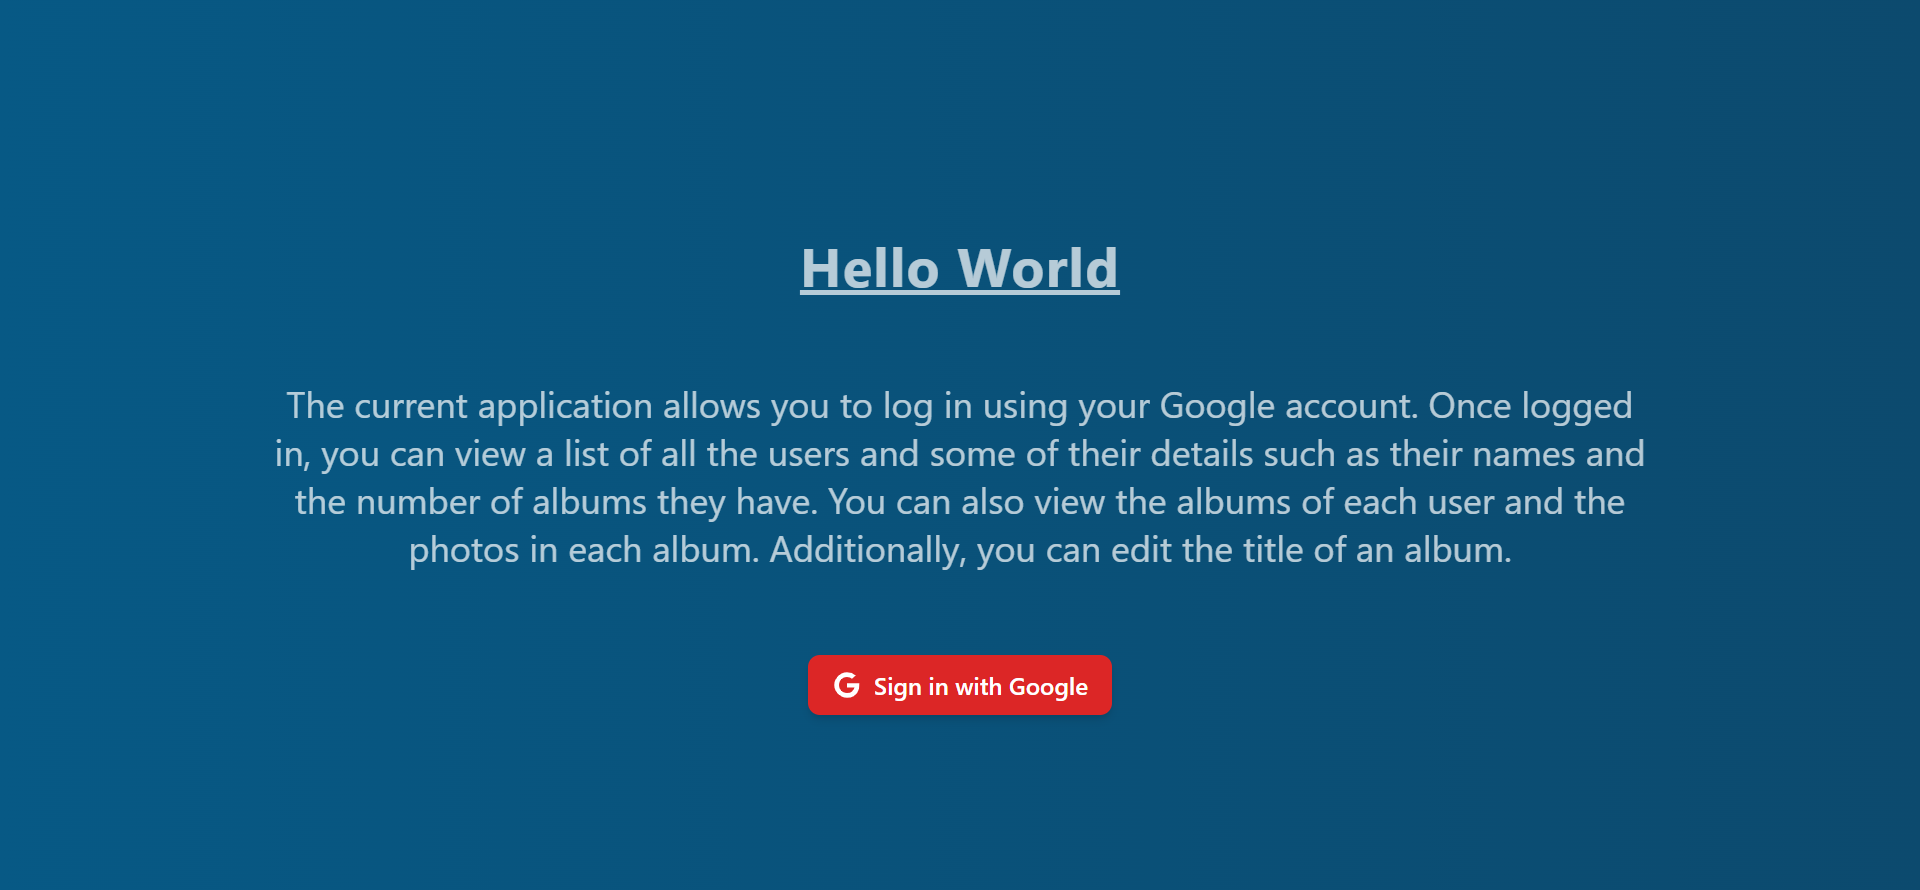 Hello World
The current application allows you to log in using your Google account. Once logged
in, you can view a list of all the users and some of their details such as their names and
the number of albums they have. You can also view the albums of each user and the
photos in each album. Additionally, you can edit the title of an album.
Sign in with Google